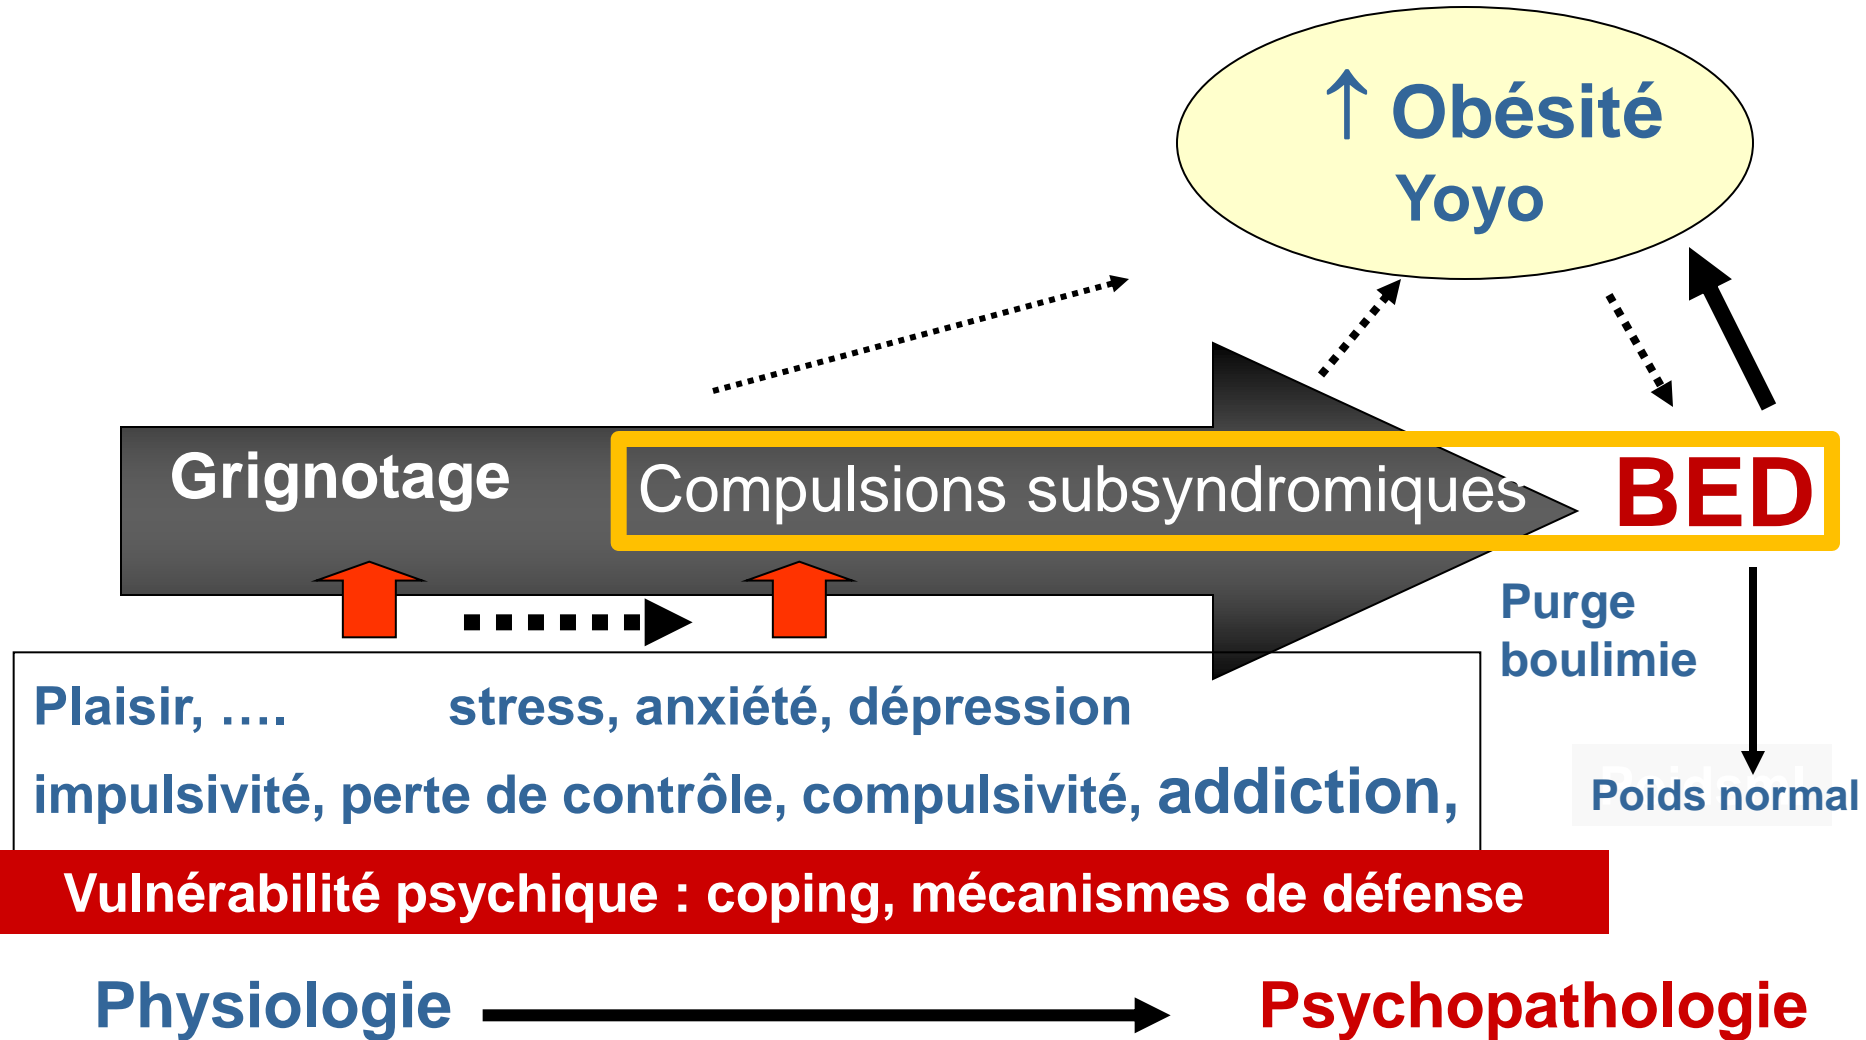 ↑ Obésité
Yoyo
Grignotage
Compulsions subsyndromiques
BED
Purge
boulimie
Plaisir, .... stress, anxiété, dépression
impulsivité, perte de contrôle, compulsivité, addiction,
Poids normal
Vulnérabilité psychique : coping, mécanismes de défense
Physiologie
Psychopathologie